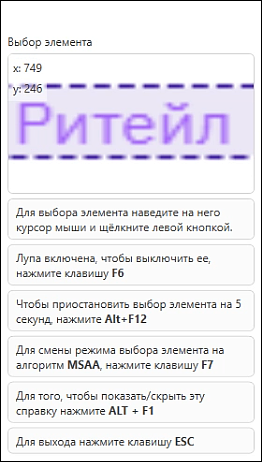 Выбор элемента
x: 749
y: 246
Ритейл
Для выбора элемента наведите на него
курсор мыши и щёлкните левой кнопкой.
Лупа включена, чтобы выключить ее,
нажмите клавишу F6
Чтобы приостановить выбор элемента на 5
секунд, нажмите Alt+F12
Для смены режима выбора элемента на
алгоритм MSAA, нажмите клавишу F7
Для того, чтобы показать/скрыть эту
справку нажмите ALT + F1
Для выхода нажмите клавишу ESC